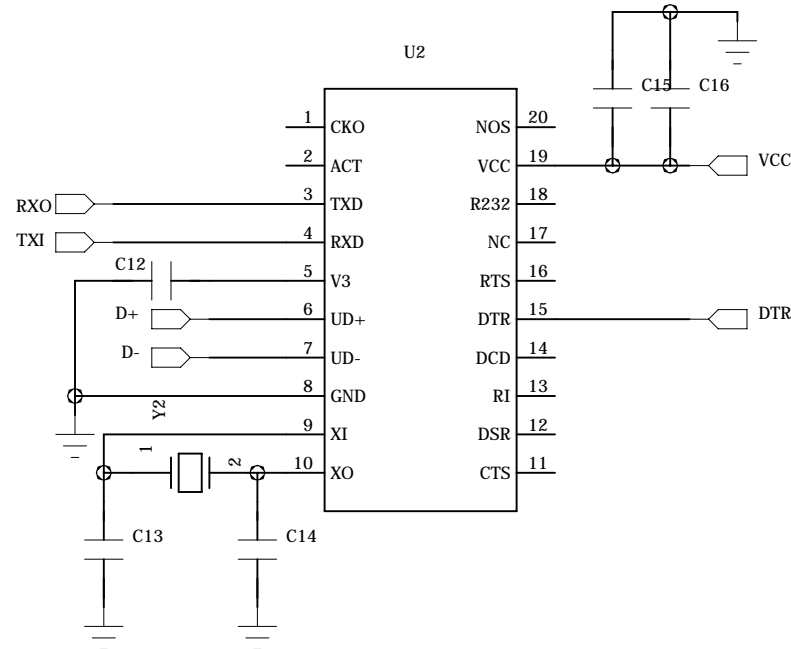 U2
C15 C16
1 CKO NOS 20
2 ACT VCC 19 VCC
RXO 3 TXD R232 18
TXI 4 RXD NC 17
C12 5 V3 RTS 16
D+ 6 UD+ DTR 15 DTR
D- 7 UD- DCD 14
8 GND RI 13
Y2
9 XI DSR 12
1 2 10 XO CTS 11
C13 C14